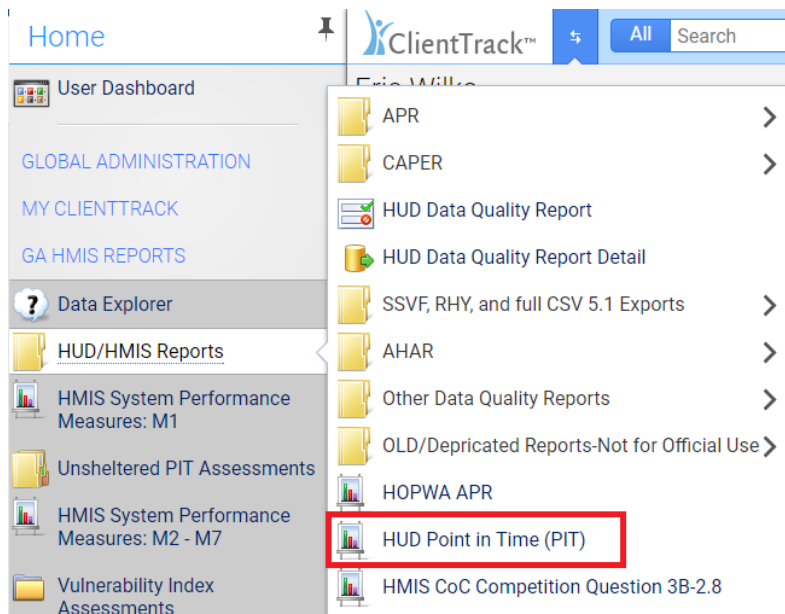 Home
ClientTrack™
All
Search
User Dashboard
GLOBAL ADMINISTRATION
MY CLIENTTRACK
GA HMIS REPORTS
Data Explorer
HUD/HMIS Reports
HMIS System Performance
Measures: M1
Unsheltered PIT Assessments
HMIS System Performance
Measures: M2 - M7
Vulnerability Index
Assessments
APR
CAPER
HUD Data Quality Report
HUD Data Quality Report Detail
SSVF, RHY, and full CSV 5.1 Exports
AHAR
Other Data Quality Reports
OLD/Depricated Reports-Not for Official Use
HOPWA APR
HUD Point in Time (PIT)
HMIS CoC Competition Question 3B-2.8